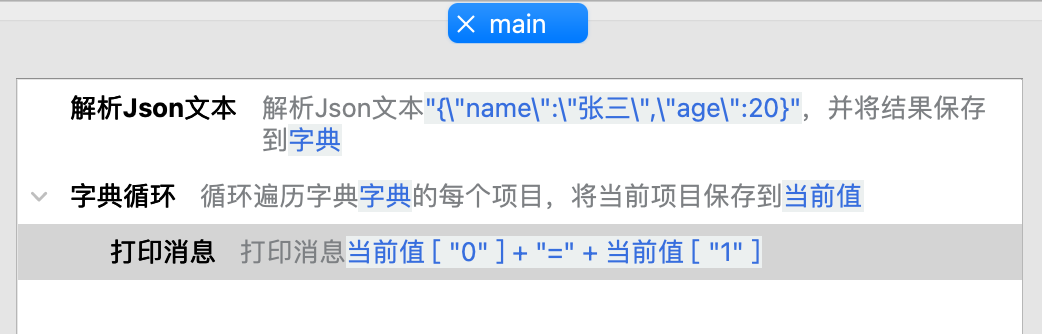 main
解析Json文本 解析Json文本"{\"name\":\"张三\",\"age\":20}"，并将结果保存
到字典
字典循环 循环遍历字典字典的每个项目，将当前项目保存到当前值
打印消息 打印消息当前值 [ "0" ] + "=" + 当前值 [ "1" ]